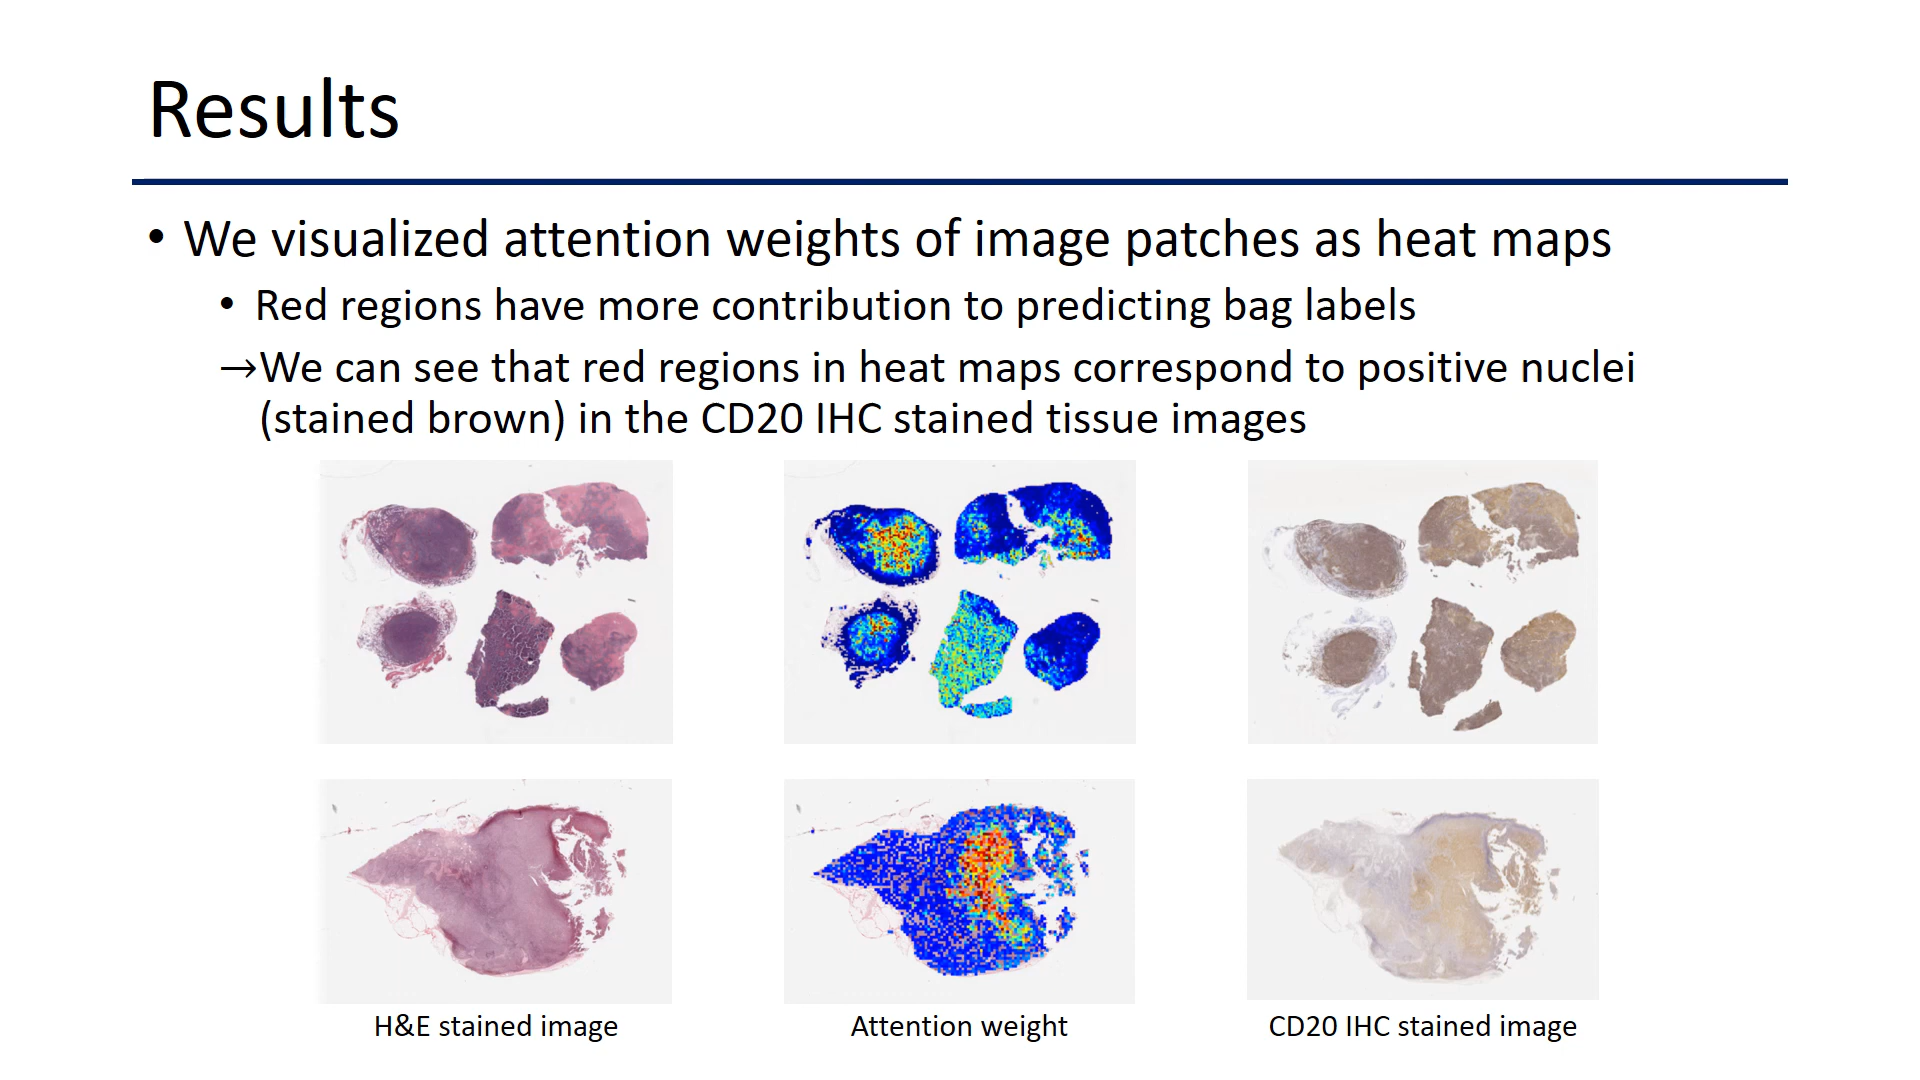 Results
• We visualized attention weights of image patches as heat maps
• Red regions have more contribution to predicting bag labels
→We can see that red regions in heat maps correspond to positive nuclei
(stained brown) in the CD20 IHC stained tissue images
H&E stained image
Attention weight
CD20 IHC stained image